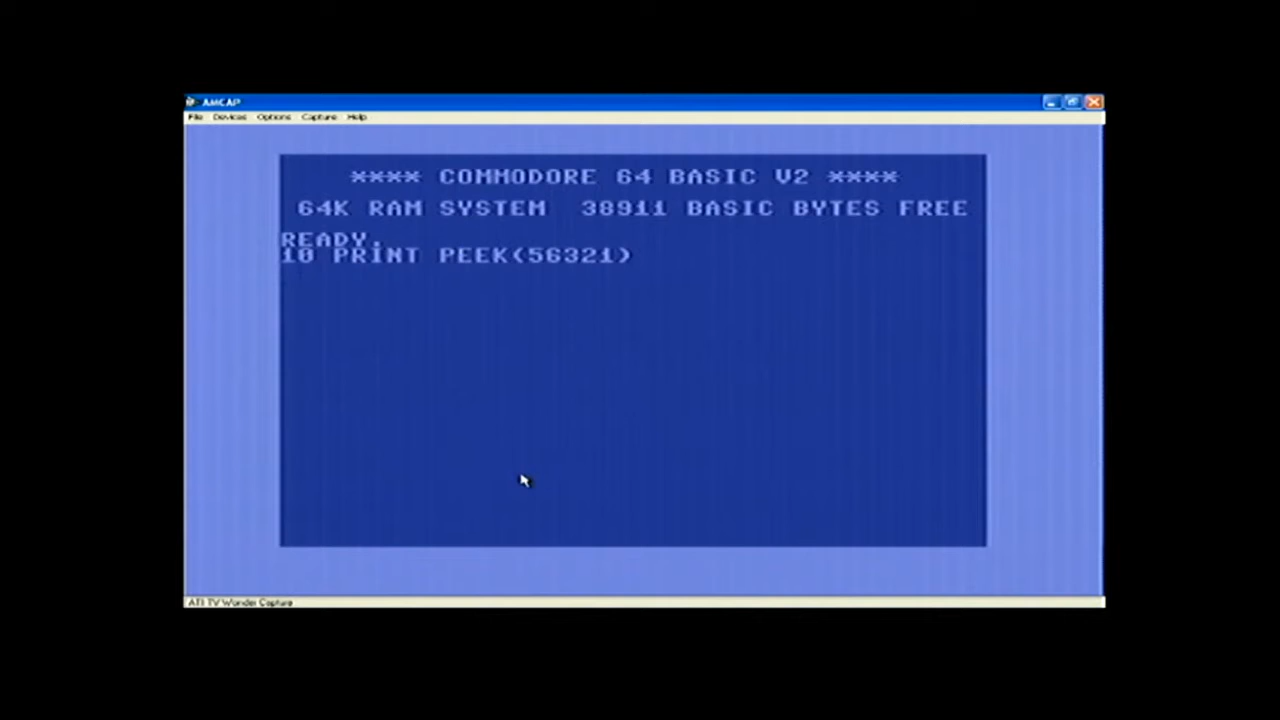 AMCAP
File Devices Options Capture Help
**** COMMODORE 64 BASIC V2 ****
64K RAM SYSTEM 38911 BASIC BYTES FREE
READY.
10 PRINT PEEK(56321)
ATI TV Wonder Capture